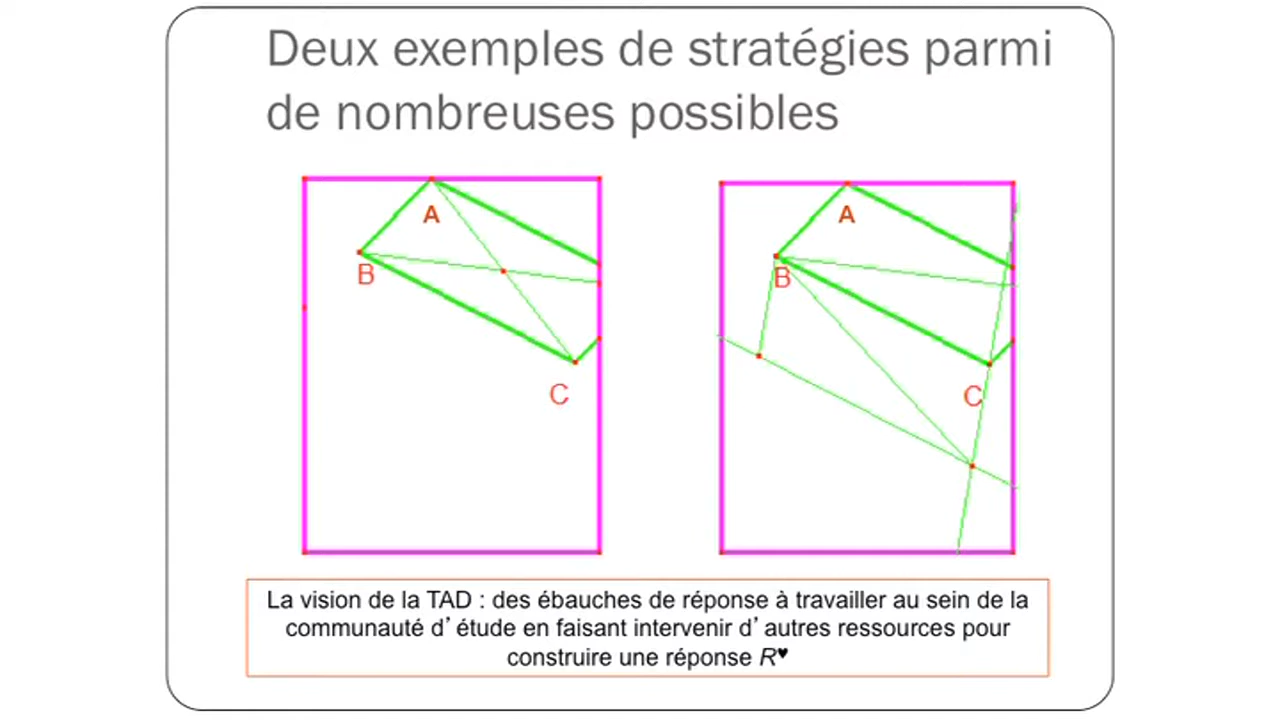 Deux exemples de stratégies parmi
de nombreuses possibles
A
B
C
A
B
C
La vision de la TAD : des ébauches de réponse à travailler au sein de la
communauté d’ étude en faisant intervenir d’ autres ressources pour
construire une réponse R♥